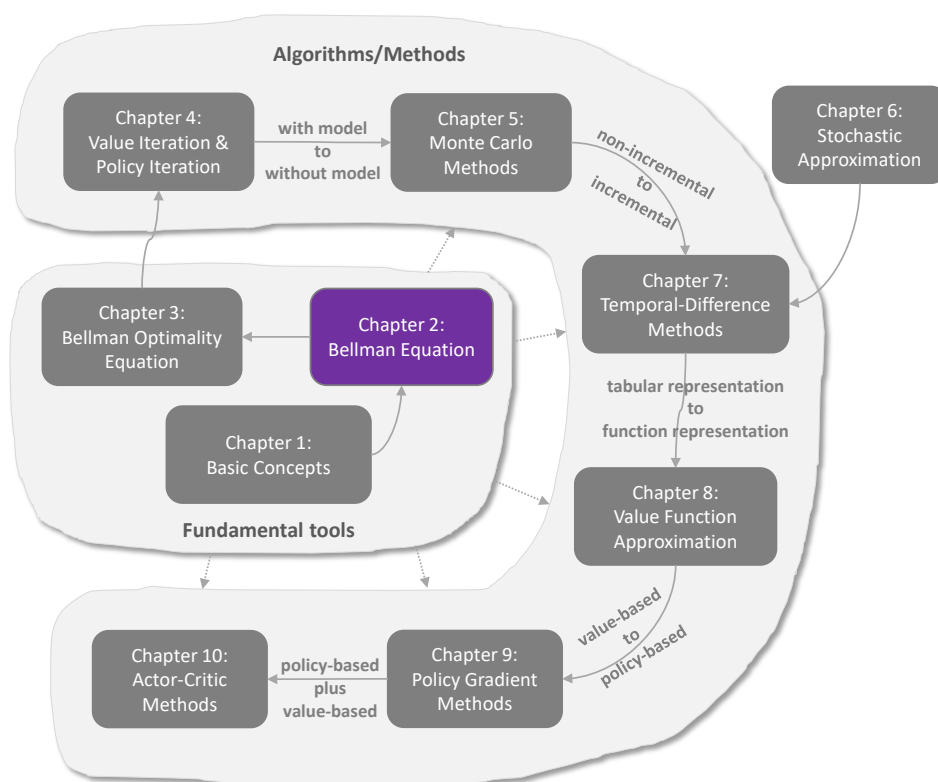 Algorithms/Methods
Chapter 4:
Value Iteration &
Policy Iteration
with model
to
without model
Chapter 5:
Monte Carlo
Methods
non-incremental
to
incremental
Chapter 6:
Stochastic
Approximation
Chapter 3:
Bellman Optimality
Equation
Chapter 2:
Bellman Equation
Chapter 7:
Temporal-Difference
Methods
Chapter 1:
Basic Concepts
Fundamental tools
tabular representation
to
function representation
Chapter 8:
Value Function
Approximation
value-based
to
policy-based
Chapter 10:
Actor-Critic
Methods
policy-based
plus
value-based
Chapter 9:
Policy Gradient
Methods